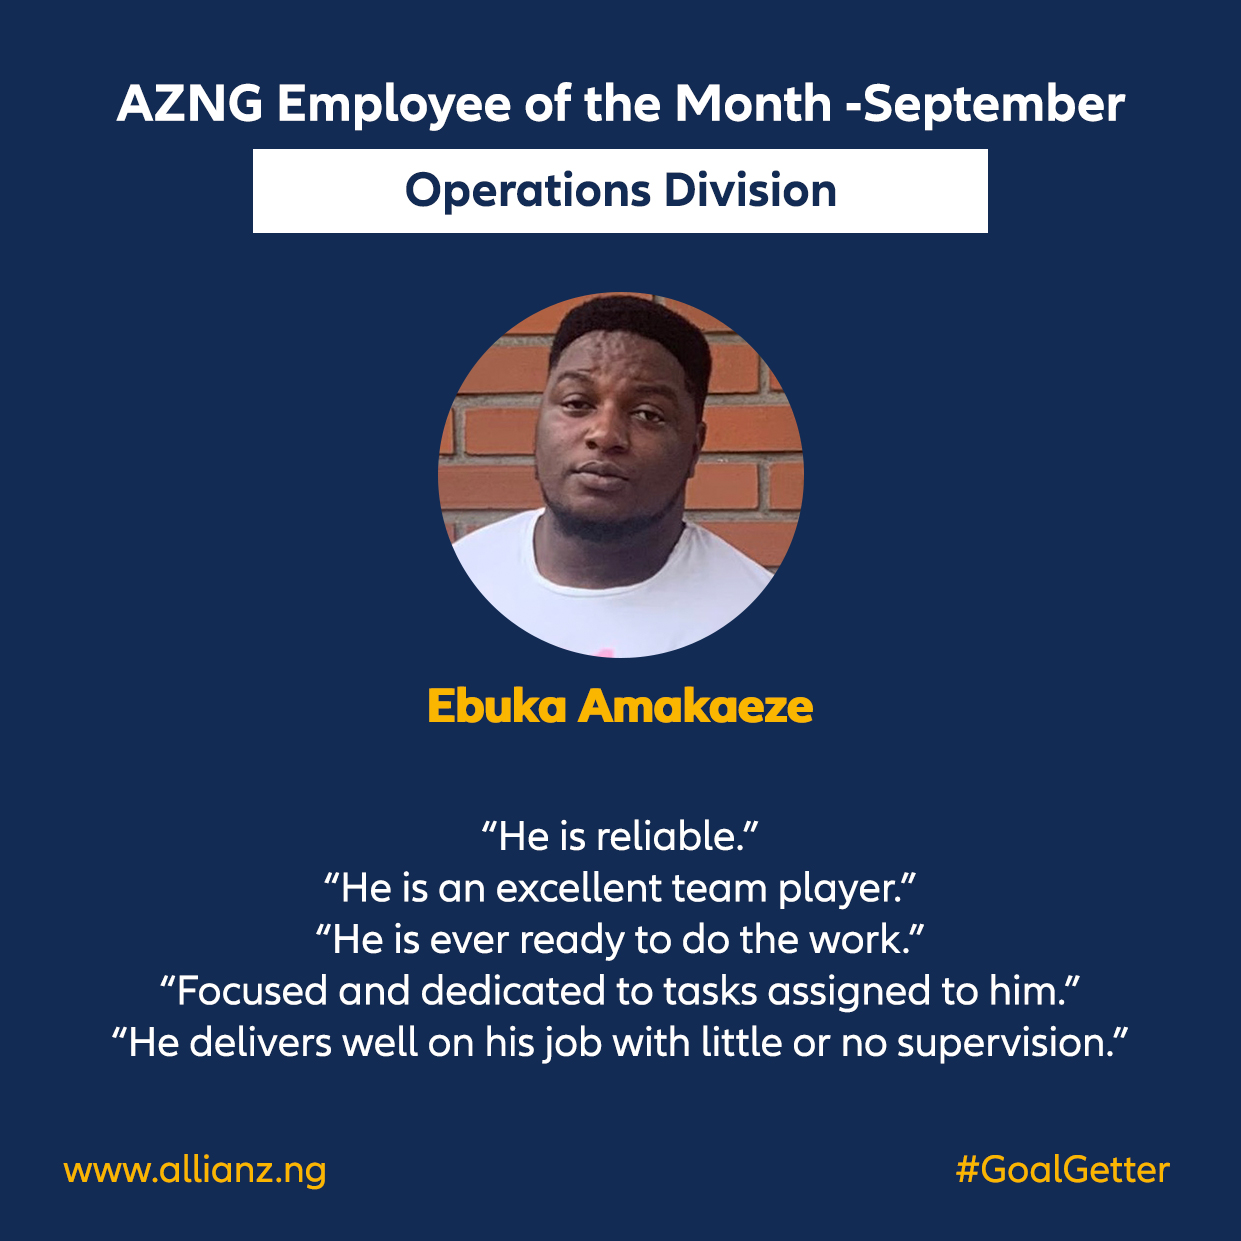 AZNG Employee of the Month -September
Operations Division
Ebuka Amakaeze
“He is reliable.”
“He is an excellent team player.”
“He is ever ready to do the work.”
“Focused and dedicated to tasks assigned to him.”
“He delivers well on his job with little or no supervision.”
www.allianz.ng
#GoalGetter